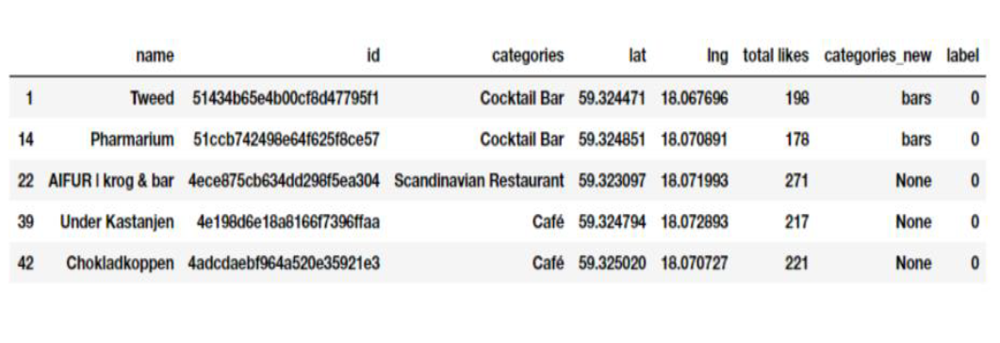 name id categories lat lng total likes categories_new label
1 Tweed 51434b65e4b00cf8d47795f1 Cocktail Bar 59.324471 18.067696 198 bars 0
14 Pharmarium 51ccb742498e64f625f8ce57 Cocktail Bar 59.324851 18.070891 178 bars 0
22 AIFUR | krog & bar 4ece875cb634dd298f5ea304 Scandinavian Restaurant 59.323097 18.071993 271 None 0
39 Under Kastanjen 4e198d6e18a8166f7396ffaa Café 59.324794 18.072893 217 None 0
42 Chokladkoppen 4adcdaebf964a520e35921e3 Café 59.325020 18.070727 221 None 0